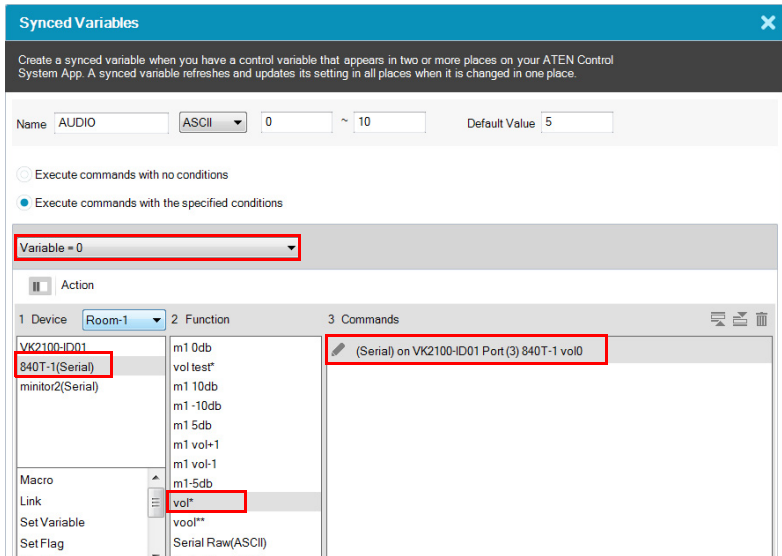 Synced Variables
Create a synced variable when you have a control variable that appears in two or more places on your ATEN Control
System App. A synced variable refreshes and updates its setting in all places when it is changed in one place.
Name AUDIO ASCII 0 ~ 10 Default Value 5
Execute commands with no conditions
Execute commands with the specified conditions
Variable = 0
Action
1 Device Room-1 2 Function 3 Commands
VK2100-ID01 m1 0db (Serial) on VK2100-ID01 Port (3) 840T-1 vol0
840T-1(Serial) vol test*
minitor2(Serial) m1 10db
m1 -10db
m1 5db
m1 vol+1
m1 vol-1
Macro m1-5db
Link vol*
Set Variable vool**
Set Flag Serial Raw(ASCII)